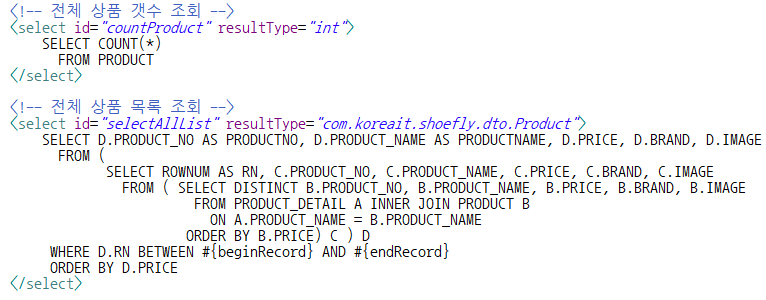 <!-- 전체 상품 갯수 조회 -->
<select id="countProduct" resultType="int">
    SELECT COUNT(*)
      FROM PRODUCT
</select>

<!-- 전체 상품 목록 조회 -->
<select id="selectAllList" resultType="com.koreait.shoefly.dto.Product">
    SELECT D.PRODUCT_NO AS PRODUCTNO, D.PRODUCT_NAME AS PRODUCTNAME, D.PRICE, D.BRAND, D.IMAGE
      FROM (
            SELECT ROWNUM AS RN, C.PRODUCT_NO, C.PRODUCT_NAME, C.PRICE, C.BRAND, C.IMAGE
              FROM ( SELECT DISTINCT B.PRODUCT_NO, B.PRODUCT_NAME, B.PRICE, B.BRAND, B.IMAGE
                       FROM PRODUCT_DETAIL A INNER JOIN PRODUCT B
                         ON A.PRODUCT_NAME = B.PRODUCT_NAME
                      ORDER BY B.PRICE) C ) D
     WHERE D.RN BETWEEN #{beginRecord} AND #{endRecord}
     ORDER BY D.PRICE
</select>